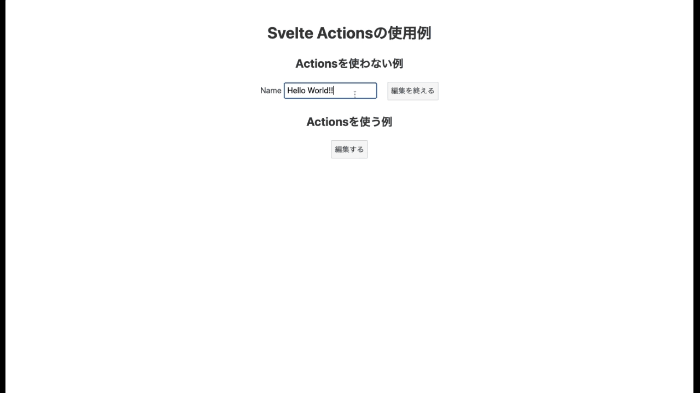 Svelte Actionsの使用例
Actionsを使わない例
Name Hello World!! 編集を終える
Actionsを使う例
編集する